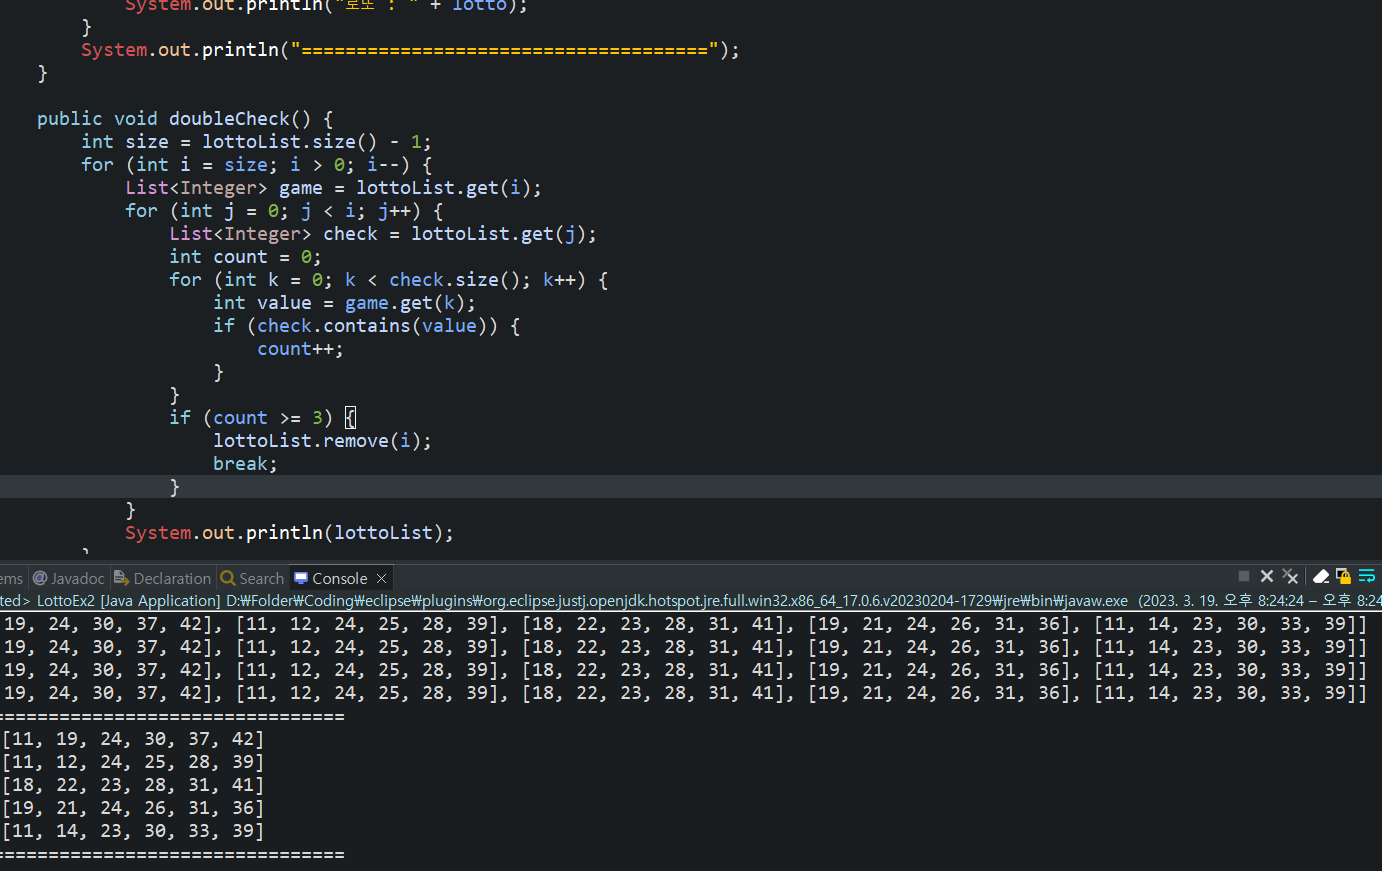 System.out.println("로또 : " + lotto);
}
System.out.println("=====================================");
}
public void doubleCheck() {
int size = lottoList.size() - 1;
for (int i = size; i > 0; i--) {
List<Integer> game = lottoList.get(i);
for (int j = 0; j < i; j++) {
List<Integer> check = lottoList.get(j);
int count = 0;
for (int k = 0; k < check.size(); k++) {
int value = game.get(k);
if (check.contains(value)) {
count++;
}
}
if (count >= 3) {
lottoList.remove(i);
break;
}
}
System.out.println(lottoList);
ems @ Javadoc Declaration Search Console
ted> LottoEx2 [Java Application] D:₩Folder₩Coding₩eclipse₩plugins₩org.eclipse.justj.openjdk.hotspot.jre.full.win32.x86_64_17.0.6.v20230204-1729₩jre₩bin₩javaw.exe (2023. 3. 19. 오후 8:24:24 – 오후 8:24
19, 24, 30, 37, 42], [11, 12, 24, 25, 28, 39], [18, 22, 23, 28, 31, 41], [19, 21, 24, 26, 31, 36], [11, 14, 23, 30, 33, 39]]
19, 24, 30, 37, 42], [11, 12, 24, 25, 28, 39], [18, 22, 23, 28, 31, 41], [19, 21, 24, 26, 31, 36], [11, 14, 23, 30, 33, 39]]
19, 24, 30, 37, 42], [11, 12, 24, 25, 28, 39], [18, 22, 23, 28, 31, 41], [19, 21, 24, 26, 31, 36], [11, 14, 23, 30, 33, 39]]
19, 24, 30, 37, 42], [11, 12, 24, 25, 28, 39], [18, 22, 23, 28, 31, 41], [19, 21, 24, 26, 31, 36], [11, 14, 23, 30, 33, 39]]
===============================
[11, 19, 24, 30, 37, 42]
[11, 12, 24, 25, 28, 39]
[18, 22, 23, 28, 31, 41]
[19, 21, 24, 26, 31, 36]
[11, 14, 23, 30, 33, 39]
===============================